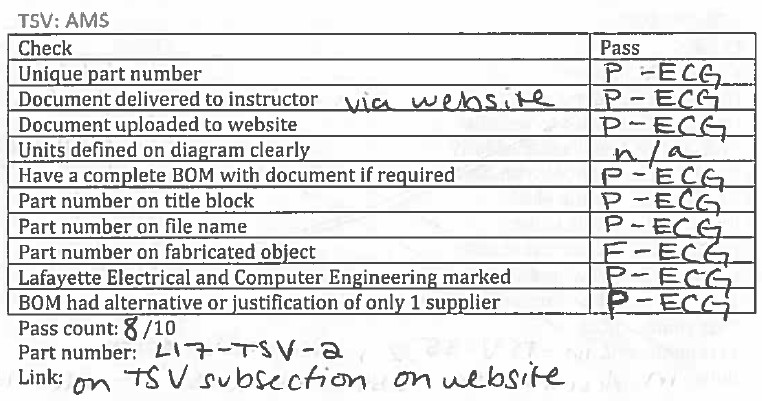 TSV: AMS
Check Pass
Unique part number P - ECG
Document delivered to instructor via website P - ECG
Document uploaded to website P - ECG
Units defined on diagram clearly n/a
Have a complete BOM with document if required P - ECG
Part number on title block P - ECG
Part number on file name P - ECG
Part number on fabricated object F - ECG
Lafayette Electrical and Computer Engineering marked P - ECG
BOM had alternative or justification of only 1 supplier P - ECG
Pass count: 8/10
Part number: L17-TSV-2
Link: on TSV subsection on website